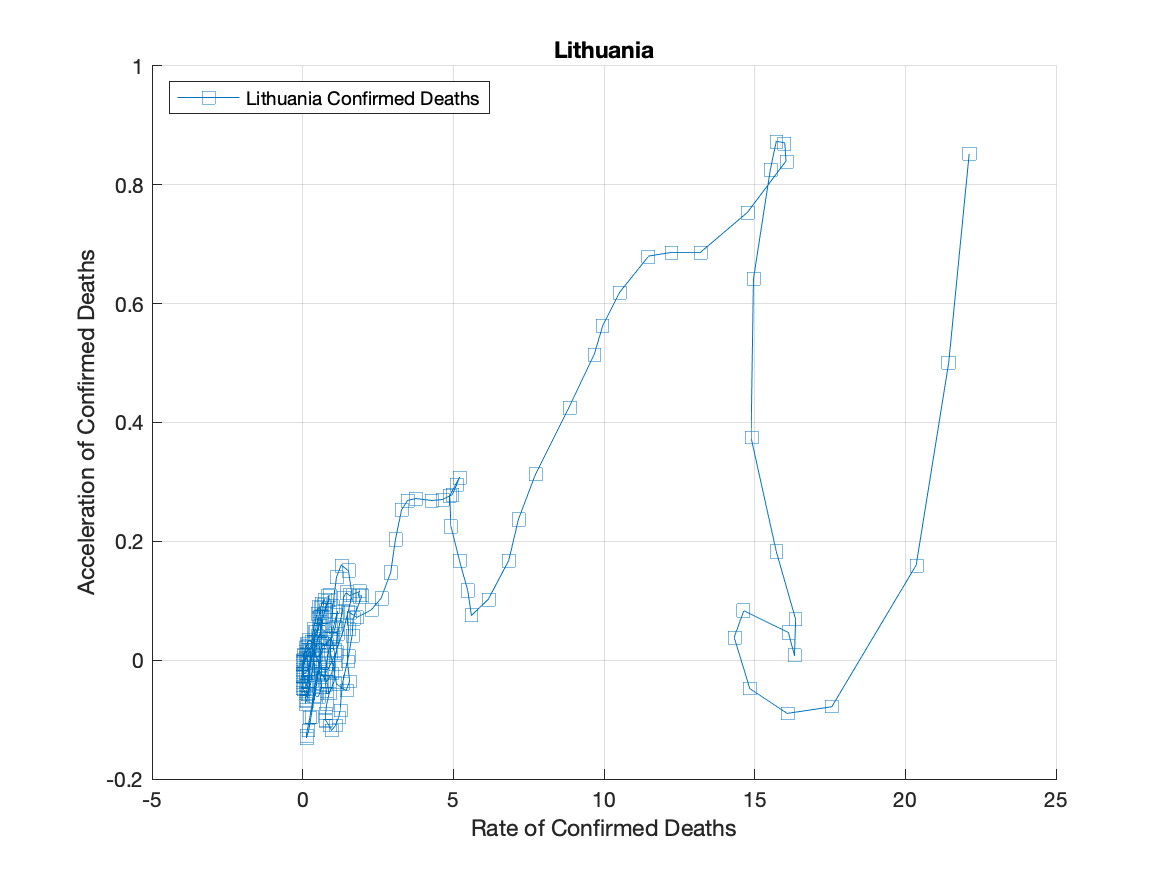 Lithuania
1
Lithuania Confirmed Deaths
0.8
0.6
0.4
0.2
0
-0.2
Acceleration of Confirmed Deaths
-5 0 5 10 15 20 25
Rate of Confirmed Deaths